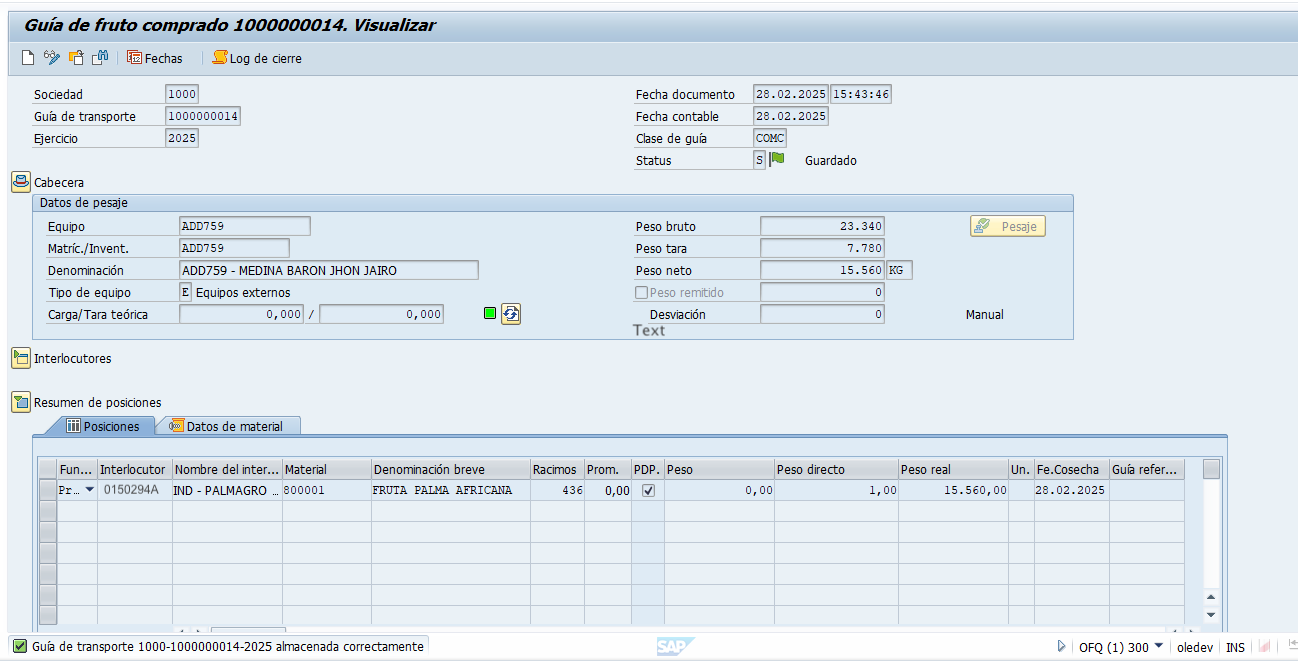 Guía de fruto comprado 1000000014. Visualizar
Fechas Log de cierre
Sociedad 1000 Fecha documento 28.02.2025 15:43:46
Guía de transporte 1000000014 Fecha contable 28.02.2025
Ejercicio 2025 Clase de guía COMC
Status S Guardado
Cabecera
Datos de pesaje
Equipo ADD759 Peso bruto 23.340 Pesaje
Matríc./Invent. ADD759 Peso tara 7.780
Denominación ADD759 - MEDINA BARON JHON JAIRO Peso neto 15.560 KG
Tipo de equipo E Equipos externos Peso remitido 0
Carga/Tara teórica 0,000 / 0,000 Desviación 0 Manual
Text
Interlocutores
Resumen de posiciones
Posiciones Datos de material
Fun... Interlocutor Nombre del inter... Material Denominación breve Racimos Prom. PDP. Peso Peso directo Peso real Un. Fe.Cosecha Guía refer...
Pr… 0150294A IND - PALMAGRO … 800001 FRUTA PALMA AFRICANA 436 0,00 0,00 1,00 15.560,00 28.02.2025
Guía de transporte 1000-1000000014-2025 almacenada correctamente SAP OFQ (1) 300 oledev INS